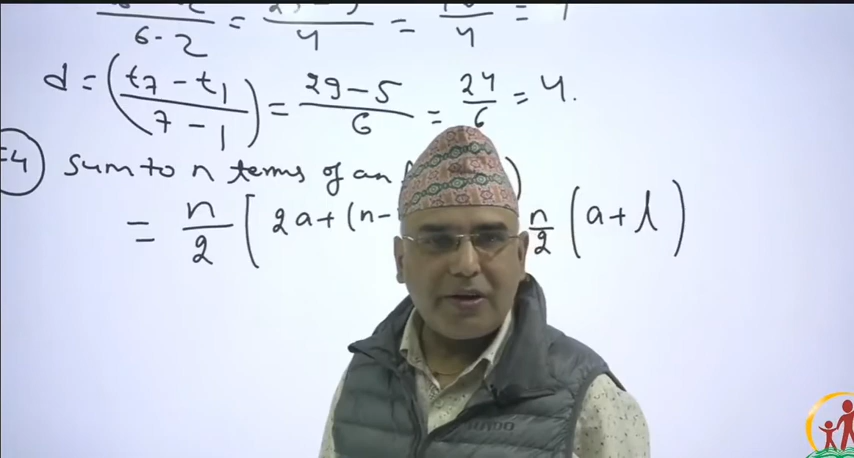 6-2 = 4 = 4 =
d = (t7 - t1 / 7 - 1) = 29-5 / 6 = 24 / 6 = 4.
=4 Sum to n terms of an
= n/2 [2a+(n- n/2 (a+l)